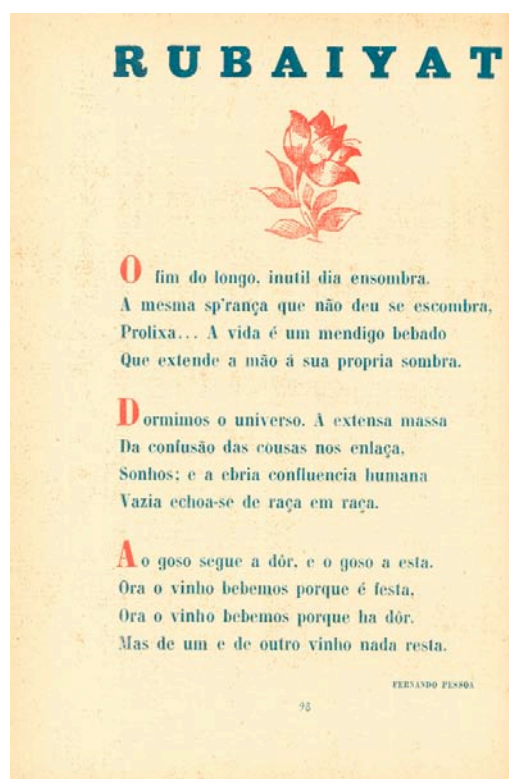 RUBAIYAT
O fim do longo, inutil dia ensombra.
A mesma sp'rança que não deu se escombra,
Prolixa... A vida é um mendigo bebado
Que extende a mão á sua propria sombra.
Dormimos o universo. A extensa massa
Da confusão das cousas nos enlaça,
Sonhos; e a ebria confluencia humana
Vazia echoa-se de raça em raça.
Ao goso segue a dôr, e o goso a esta.
Ora o vinho bebemos porque é festa,
Ora o vinho bebemos porque ha dôr.
Mas de um e de outro vinho nada resta.
FERNANDO PESSOA
98